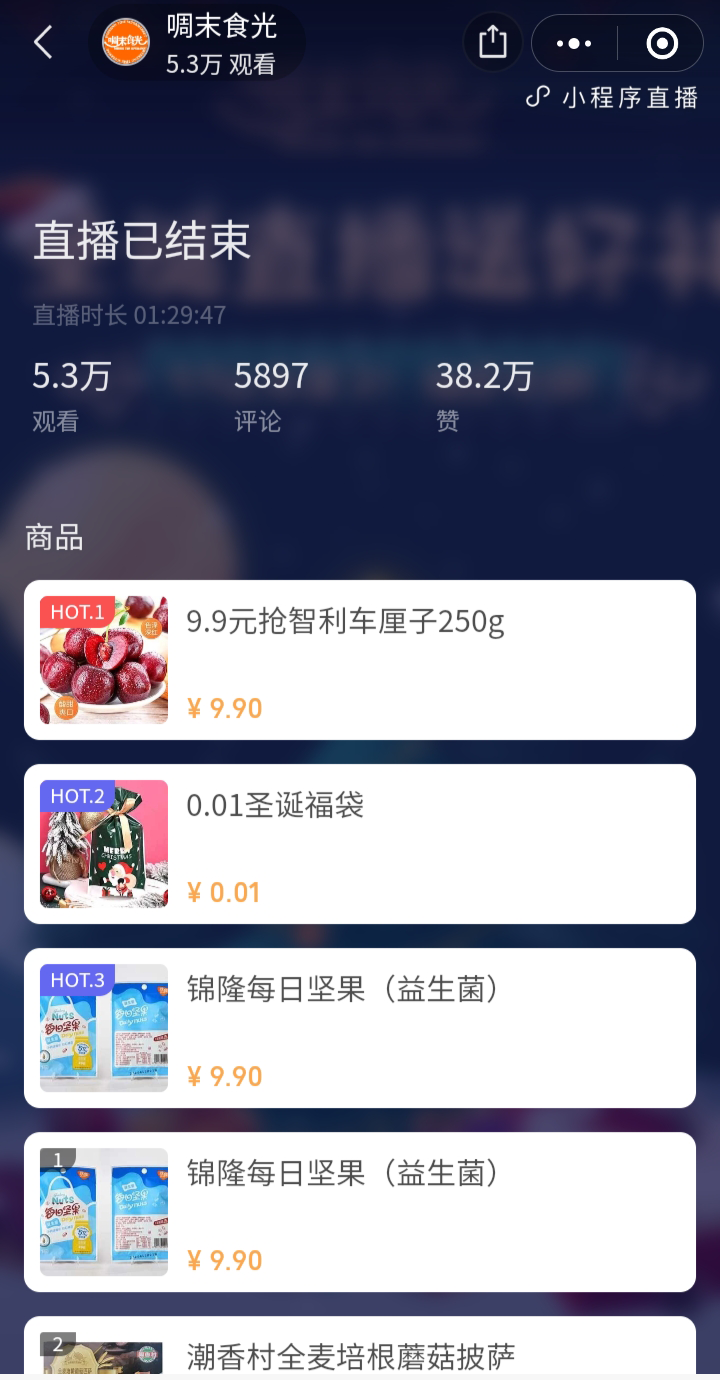 啁末食光
5.3万 观看
小程序直播
直播已结束
直播时长 01:29:47
5.3万
5897
38.2万
观看
评论
赞
商品
HOT.1
9.9元抢智利车厘子250g
¥ 9.90
HOT.2
MERRY
CHRISTMAS
0.01圣诞福袋
¥ 0.01
HOT.3
Nuts
每日坚果
锦隆每日坚果（益生菌）
¥ 9.90
1
Nuts
每日坚果
锦隆每日坚果（益生菌）
¥ 9.90
2
潮香村全麦培根蘑菇披萨